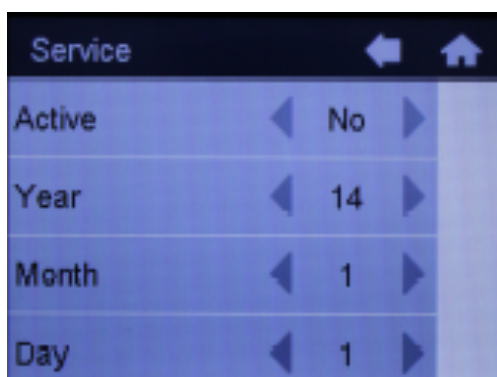 Service
Active No
Year 14
Month 1
Day 1